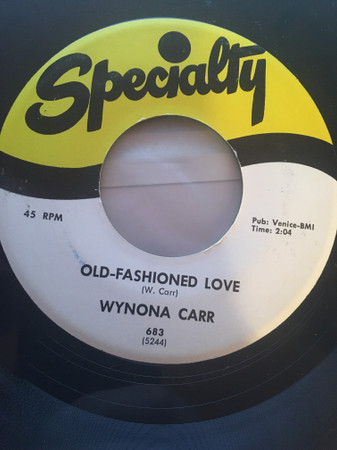 Specialty
45 RPM
Pub: Venice-BMI
Time: 2:04
OLD-FASHIONED LOVE
(W. Carr)
WYNONA CARR
683
(5244)